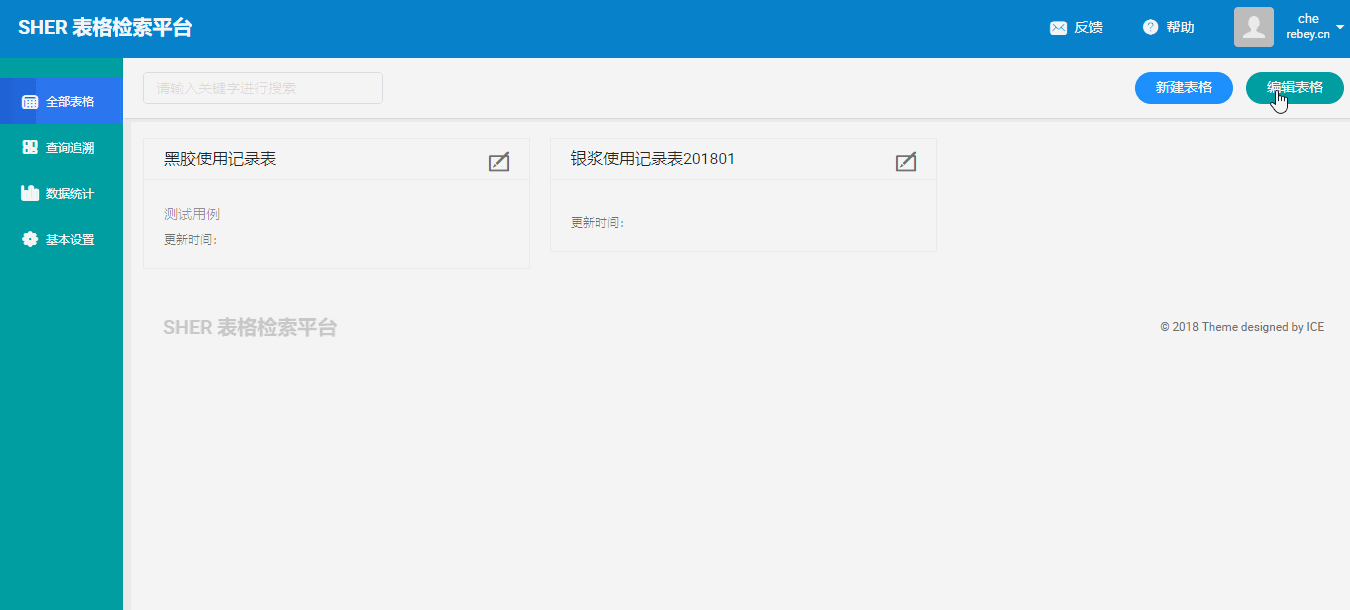 SHER 表格检索平台
反馈
帮助
che
rebey.cn
全部表格
查询追溯
数据统计
基本设置
请输入关键字进行搜索
新建表格
编辑表格
黑胶使用记录表
测试用例
更新时间:
银浆使用记录表201801
更新时间:
SHER 表格检索平台
© 2018 Theme designed by ICE